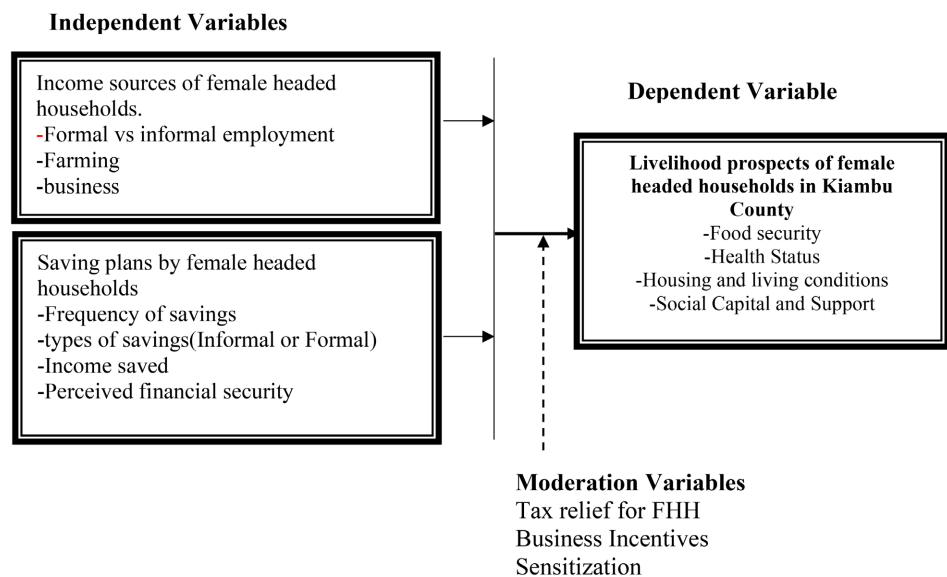 Independent Variables
Income sources of female headed
households.
-Formal vs informal employment
-Farming
-business
Saving plans by female headed
households
-Frequency of savings
-types of savings(Informal or Formal)
-Income saved
-Perceived financial security
Dependent Variable
Livelihood prospects of female
headed households in Kiambu
County
-Food security
-Health Status
-Housing and living conditions
-Social Capital and Support
Moderation Variables
Tax relief for FHH
Business Incentives
Sensitization